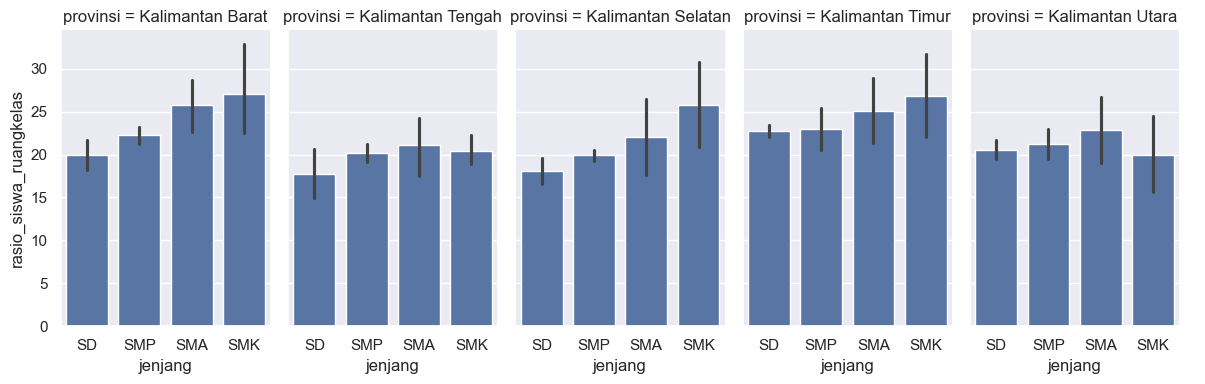 provinsi = Kalimantan Barat
provinsi = Kalimantan Tengah
provinsi = Kalimantan Selatan
provinsi = Kalimantan Timur
provinsi = Kalimantan Utara
rasio_siswa_ruangkelas
30
25
20
15
10
5
0
SD SMP SMA SMK
SD SMP SMA SMK
SD SMP SMA SMK
SD SMP SMA SMK
SD SMP SMA SMK
jenjang
jenjang
jenjang
jenjang
jenjang